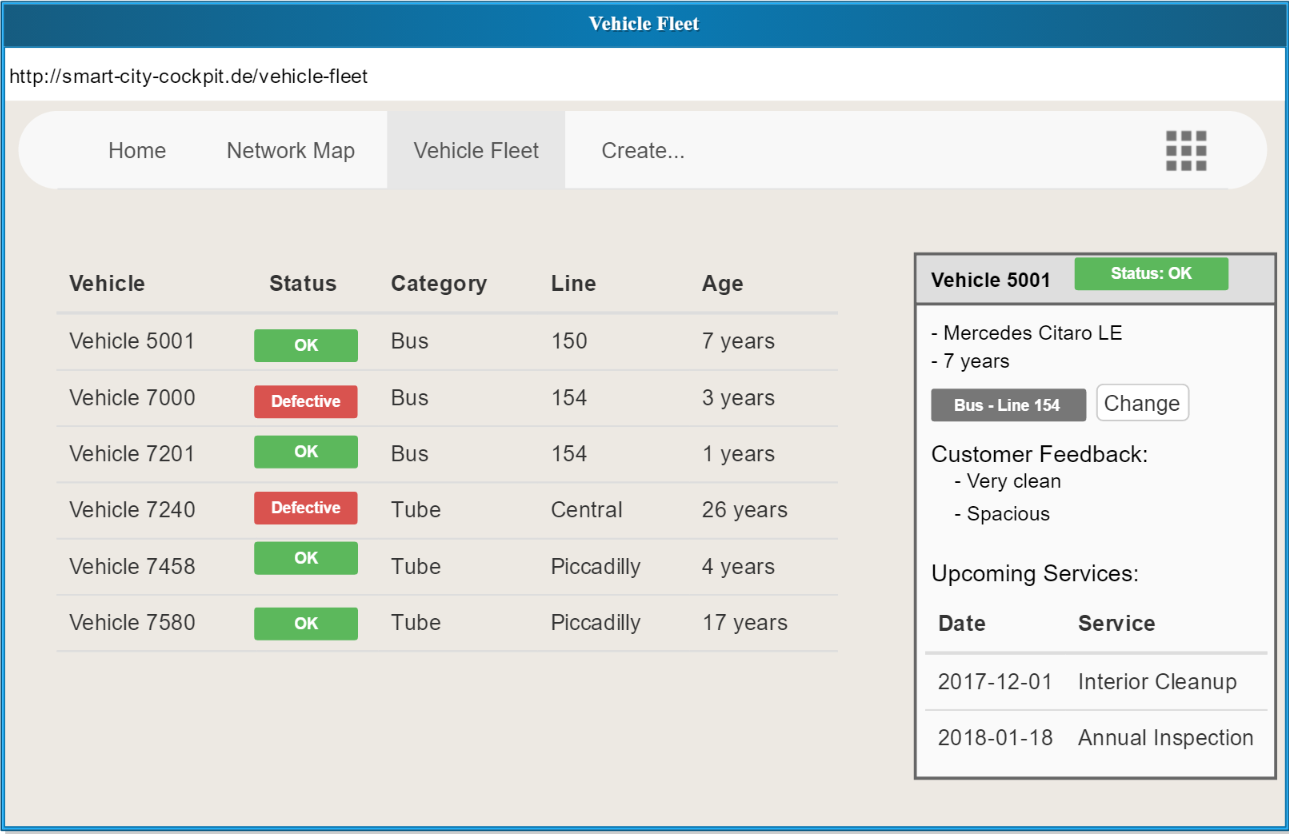 Vehicle Fleet
http://smart-city-cockpit.de/vehicle-fleet
Home Network Map Vehicle Fleet Create...
Vehicle Status Category Line Age
Vehicle 5001 OK Bus 150 7 years
Vehicle 7000 Defective Bus 154 3 years
Vehicle 7201 OK Bus 154 1 years
Vehicle 7240 Defective Tube Central 26 years
Vehicle 7458 OK Tube Piccadilly 4 years
Vehicle 7580 OK Tube Piccadilly 17 years
Vehicle 5001 Status: OK
- Mercedes Citaro LE
- 7 years
Bus - Line 154 Change
Customer Feedback:
- Very clean
- Spacious
Upcoming Services:
Date Service
2017-12-01 Interior Cleanup
2018-01-18 Annual Inspection